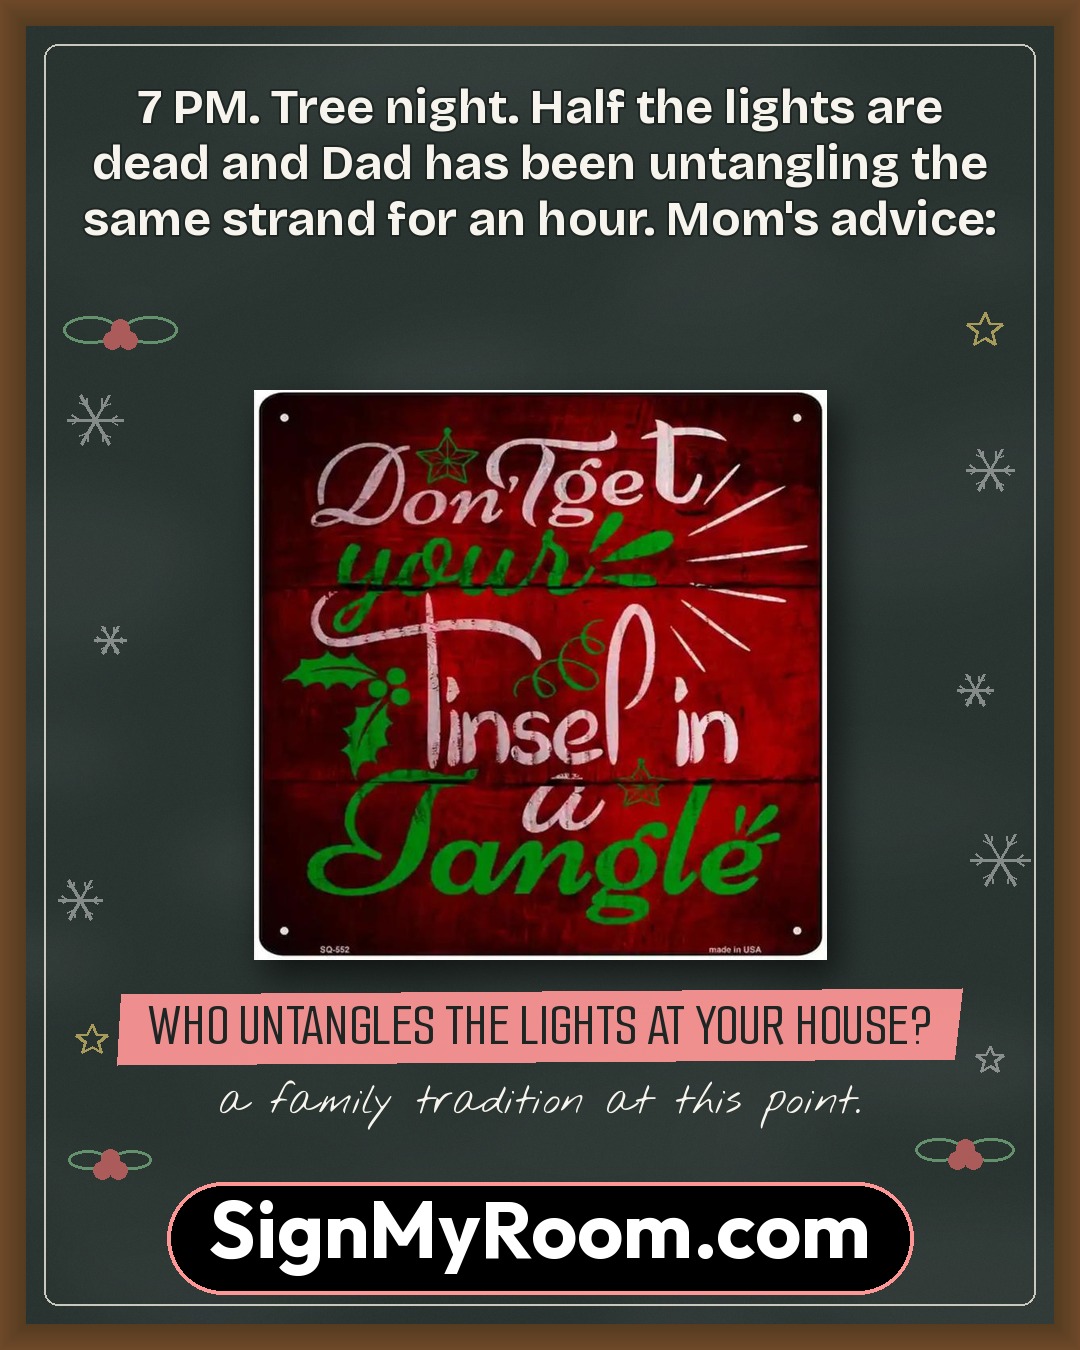 7 PM. Tree night. Half the lights are
dead and Dad has been untangling the
same strand for an hour. Mom's advice:
Don'T get
your
Tinsel in
a
Tangle
SQ-552
made in USA
WHO UNTANGLES THE LIGHTS AT YOUR HOUSE?
a family tradition at this point.
SignMyRoom.com